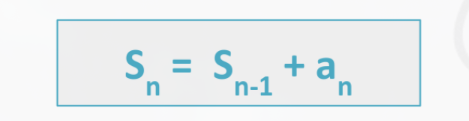 Sₙ = Sₙ₋₁ + aₙ